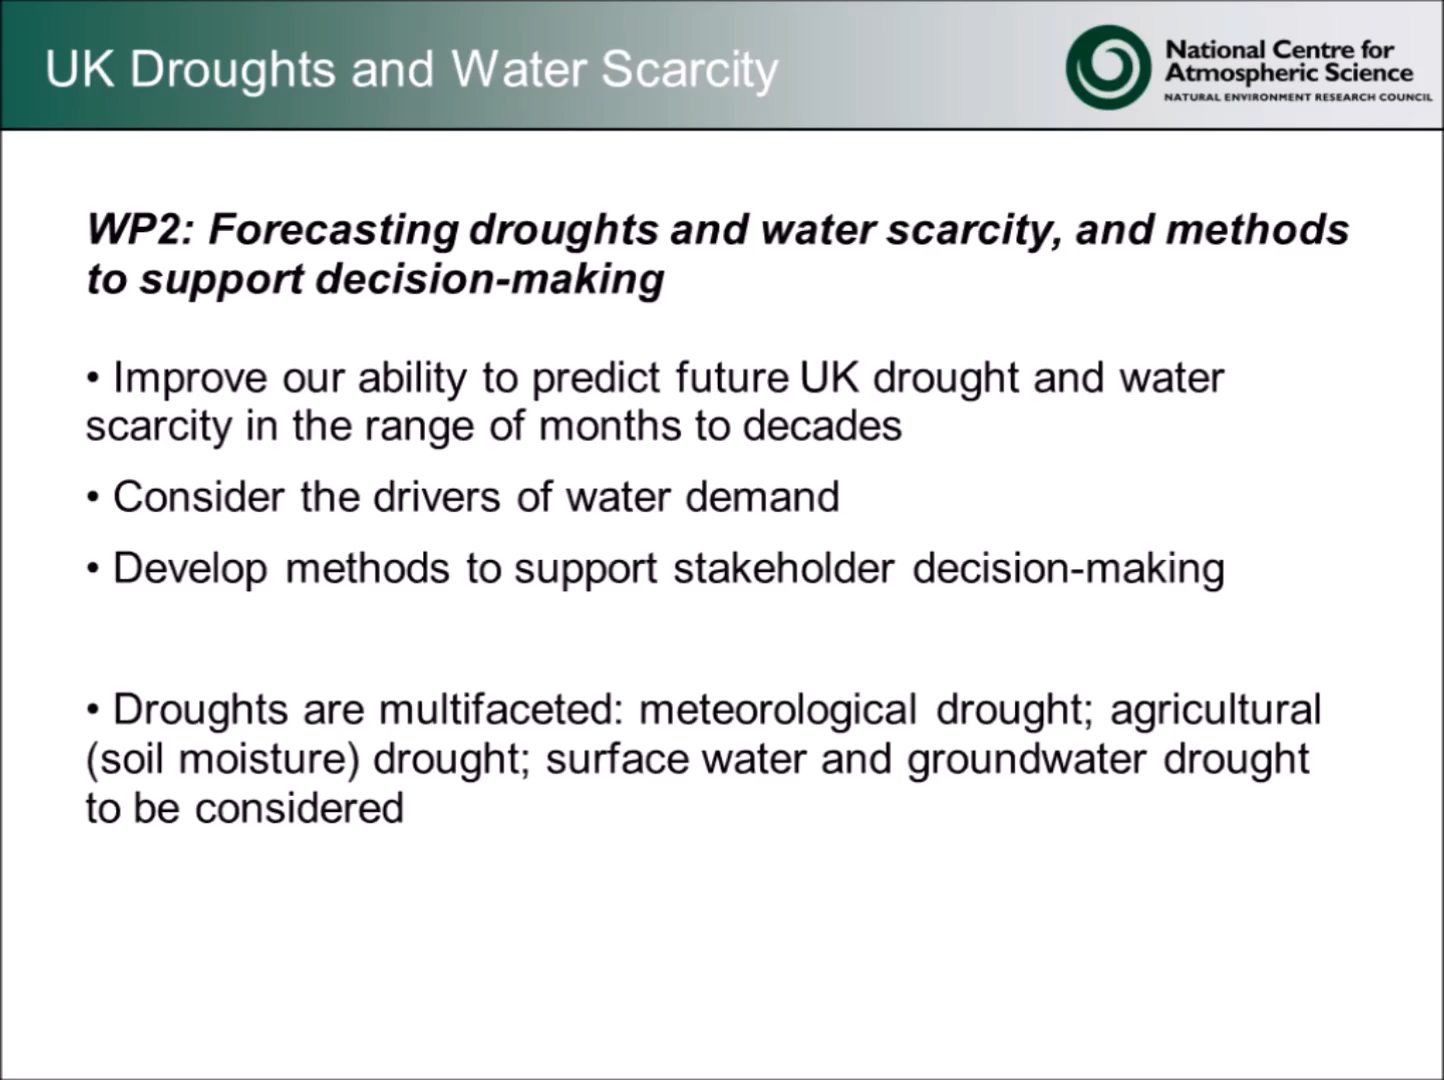 UK Droughts and Water Scarcity
National Centre for
Atmospheric Science
NATURAL ENVIRONMENT RESEARCH COUNCIL
WP2: Forecasting droughts and water scarcity, and methods
to support decision-making
• Improve our ability to predict future UK drought and water
scarcity in the range of months to decades
• Consider the drivers of water demand
• Develop methods to support stakeholder decision-making
• Droughts are multifaceted: meteorological drought; agricultural
(soil moisture) drought; surface water and groundwater drought
to be considered